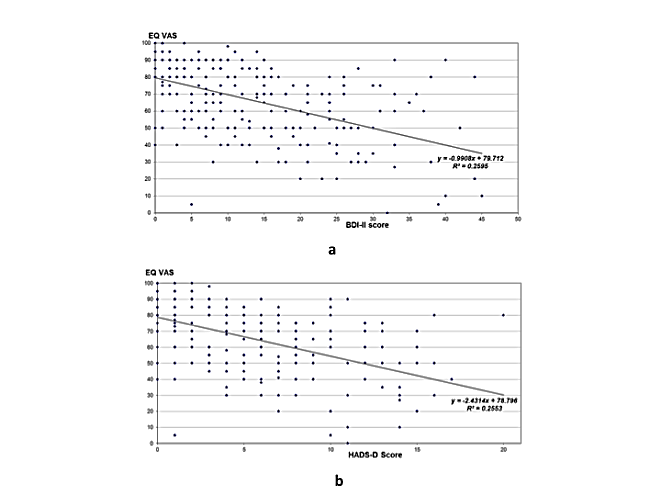 EQ VAS
100
90
80
70
60
50
40
30
20
10
0
y = -0.9908x + 79.712
R² = 0.2595
0 5 10 15 20 25 30 35 40 45 50
BDI-II score
a
EQ VAS
100
90
80
70
60
50
40
30
20
10
0
y = -2.4314x + 78.796
R² = 0.2553
0 5 10 15 20
HADS-D Score
b